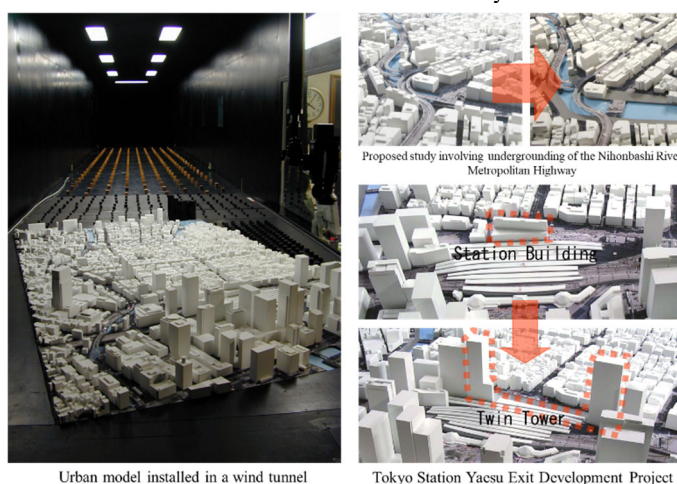 Proposed study involving undergrounding of the Nihonbashi River
Metropolitan Highway
Station Building
Twin Tower
Urban model installed in a wind tunnel
Tokyo Station Yaesu Exit Development Project